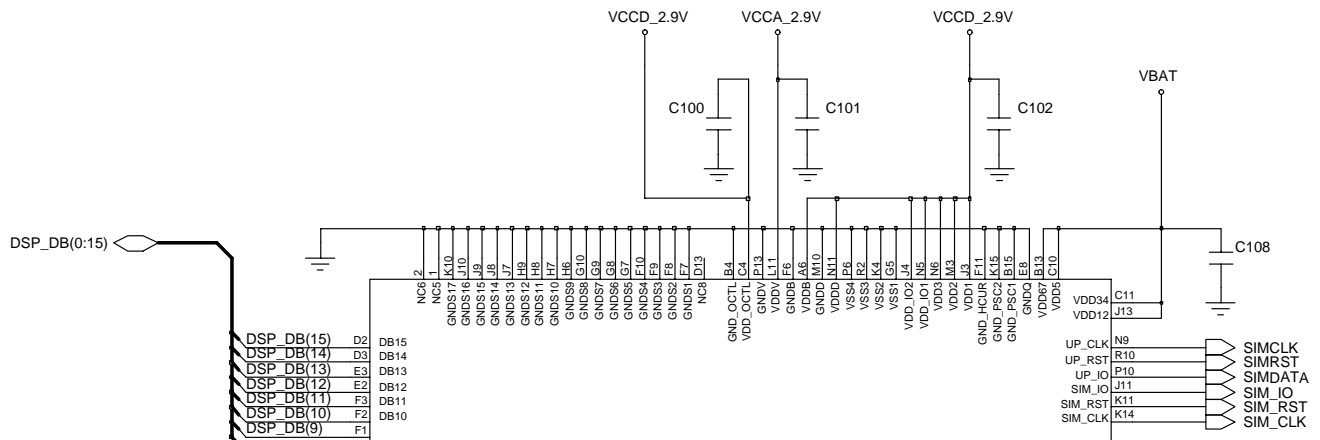 VCCD_2.9V
VCCA_2.9V
VCCD_2.9V
VBAT
C100
C101
C102
C108
DSP_DB(0:15)
2 NC6
1 NC5
K10 GNDS17
J10 GNDS16
J9 GNDS15
J8 GNDS14
J7 GNDS13
H9 GNDS12
H8 GNDS11
H7 GNDS10
H6 GNDS9
G10 GNDS8
G9 GNDS7
G8 GNDS6
G7 GNDS5
F10 GNDS4
F9 GNDS3
F8 GNDS2
F7 GNDS1
D13 NC8
B4 GND_OCTL
C4 VDD_OCTL
P13 GNDV
L11 VDDV
F6 GNDB
A6 VDDB
M10 GNDD
N11 VDDD
P6 VSS4
R2 VSS3
K4 VSS2
G5 VSS1
J4 VDD_IO2
N5 VDD_IO1
N6 VDD3
M3 VDD2
J3 VDD1
F11 GND_HCUR
K15 GND_PSC2
B15 GND_PSC1
E8 GNDQ
B13 VDD67
C10 VDD5
VDD34 C11
VDD12 J13
DSP_DB(15) D2 DB15
DSP_DB(14) D3 DB14
DSP_DB(13) E3 DB13
DSP_DB(12) E2 DB12
DSP_DB(11) F3 DB11
DSP_DB(10) F2 DB10
DSP_DB(9) F1
UP_CLK N9 SIMCLK
UP_RST R10 SIMRST
UP_IO P10 SIMDATA
SIM_IO J11 SIM_IO
SIM_RST K11 SIM_RST
SIM_CLK K14 SIM_CLK